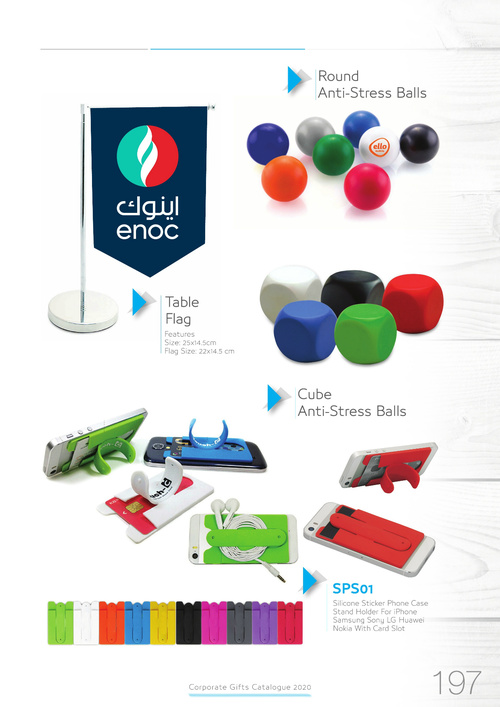 Round
Anti-Stress Balls
ello
اينوك
enoc
Table
Flag
Features
Size: 25x14.5cm
Flag Size: 22x14.5 cm
Cube
Anti-Stress Balls
SPS01
Silicone Sticker Phone Case
Stand Holder For iPhone
Samsung Sony LG Huawei
Nokia With Card Slot
Corporate Gifts Catalogue 2020
197